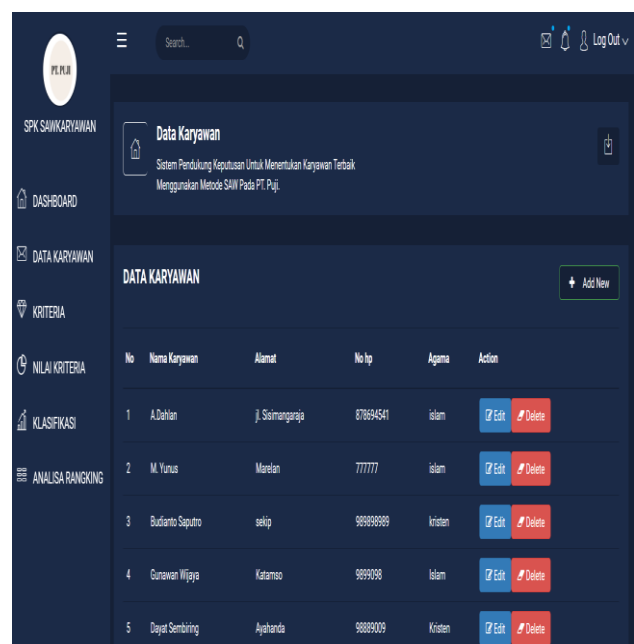 Search...
Log Out
PT. PUJI
SPK SAWKARYAWAN
DASHBOARD
DATA KARYAWAN
KRITERIA
NILAI KRITERIA
KLASIFIKASI
ANALISA RANGKING
Data Karyawan
Sistem Pendukung Keputusan Untuk Menentukan Karyawan Terbaik
Menggunakan Metode SAW Pada PT. Puji.
DATA KARYAWAN
+ Add New
No Nama Karyawan Alamat No hp Agama Action
1 A.Dahlan jl. Sisimangaraja 878694541 islam Edit Delete
2 M. Yunus Marelan 777777 islam Edit Delete
3 Budianto Saputro sekip 989898989 kristen Edit Delete
4 Gunawan Wijaya Katamso 9899098 Islam Edit Delete
5 Dayat Sembiring Ayahanda 98889009 Kristen Edit Delete